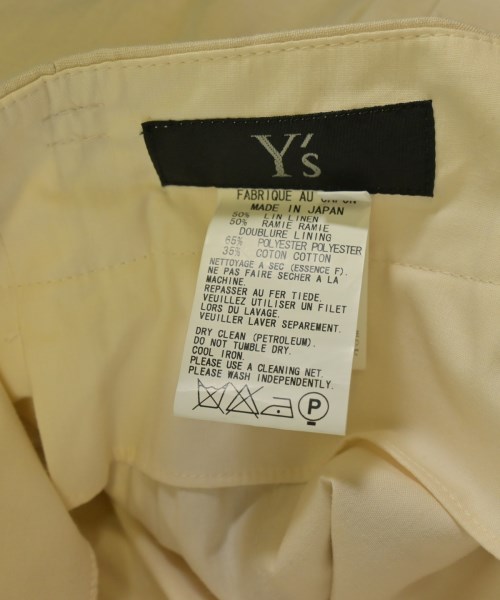 Y's
FABRIQUE AU JAPON
MADE IN JAPAN
50% LIN LINEN
50% RAMIE RAMIE
DOUBLURE LINING
65% POLYESTER POLYESTER
35% COTON COTTON
NETTOYAGE A SEC (ESSENCE F).
NE PAS FAIRE SECHER A LA
MACHINE.
REPASSER AU FER TIEDE.
VEUILLEZ UTILISER UN FILET
LORS DU LAVAGE.
VEUILLER LAVER SEPAREMENT.
DRY CLEAN (PETROLEUM).
DO NOT TUMBLE DRY.
COOL IRON.
PLEASE USE A CLEANING NET.
PLEASE WASH INDEPENDENTLY.
P